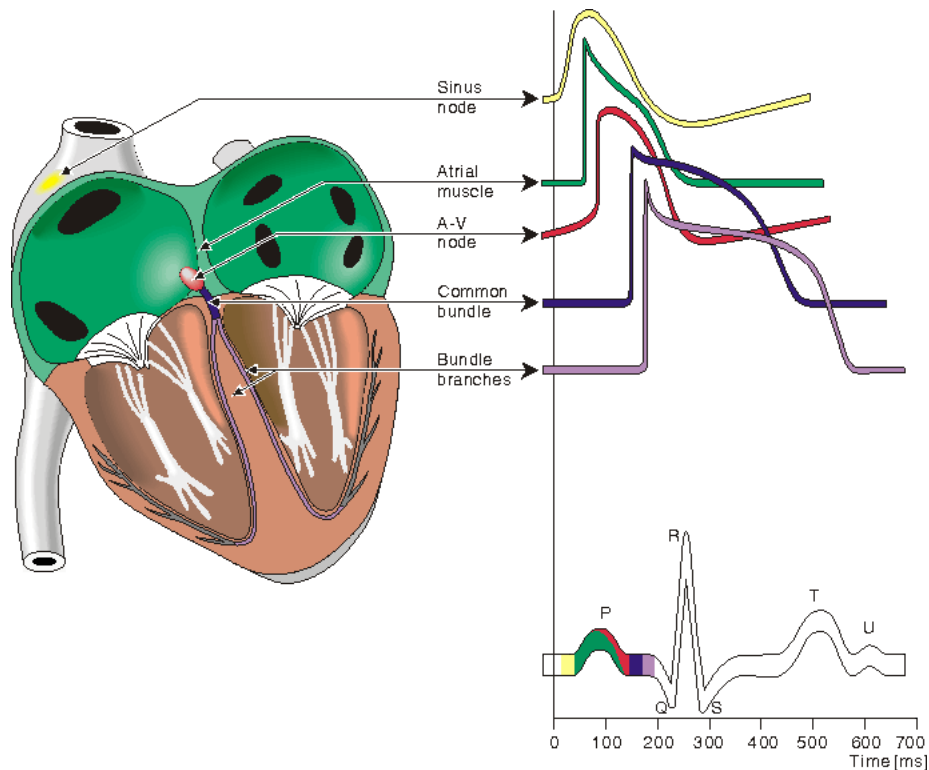 Sinus
node
Atrial
muscle
A-V
node
Common
bundle
Bundle
branches
R
P
T
U
Q
S
0 100 200 300 400 500 600 700
Time [ms]